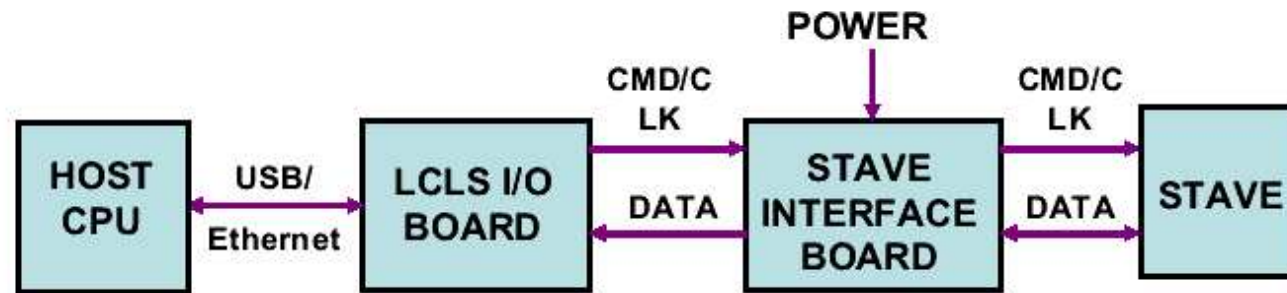 POWER
CMD/C
LK
CMD/C
LK
HOST
CPU
USB/
Ethernet
LCLS I/O
BOARD
DATA
STAVE
INTERFACE
BOARD
DATA
STAVE